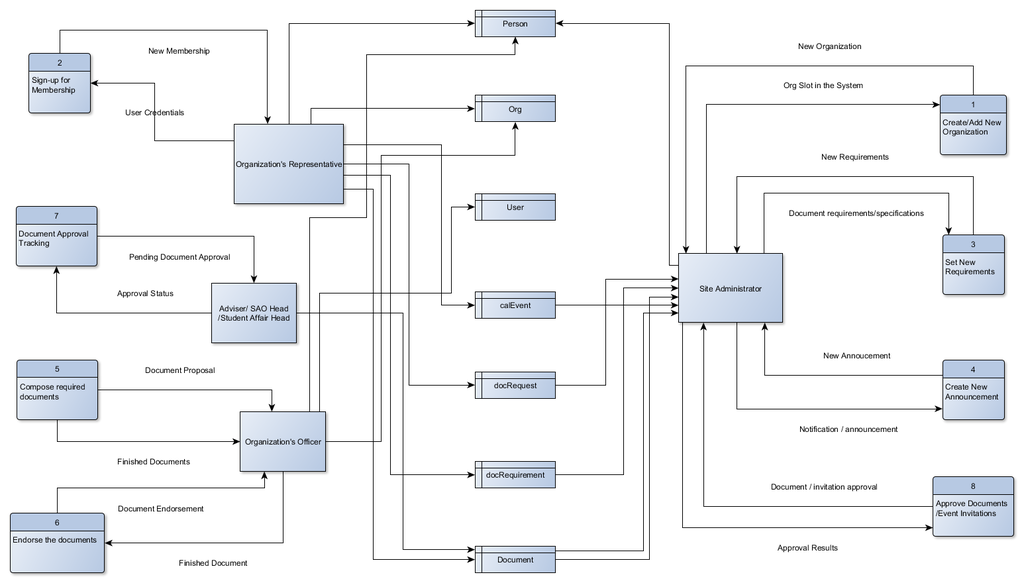 Person
New Organization
New Membership
2
Sign-up for
Membership
Org Slot in the System
1
Create/Add New
Organization
Org
User Credentials
Organization's Representative
New Requirements
User
Document requirements/specifications
7
Document Approval
Tracking
3
Set New
Requirements
Pending Document Approval
Approval Status
Adviser/ SAO Head
/Student Affair Head
Site Administrator
calEvent
New Annoucement
5
Compose required
documents
Document Proposal
docRequest
4
Create New
Announcement
Notification / announcement
Organization's Officer
Finished Documents
docRequirement
Document / invitation approval
8
Approve Documents
/Event Invitations
Document Endorsement
6
Endorse the documents
Approval Results
Finished Document
Document